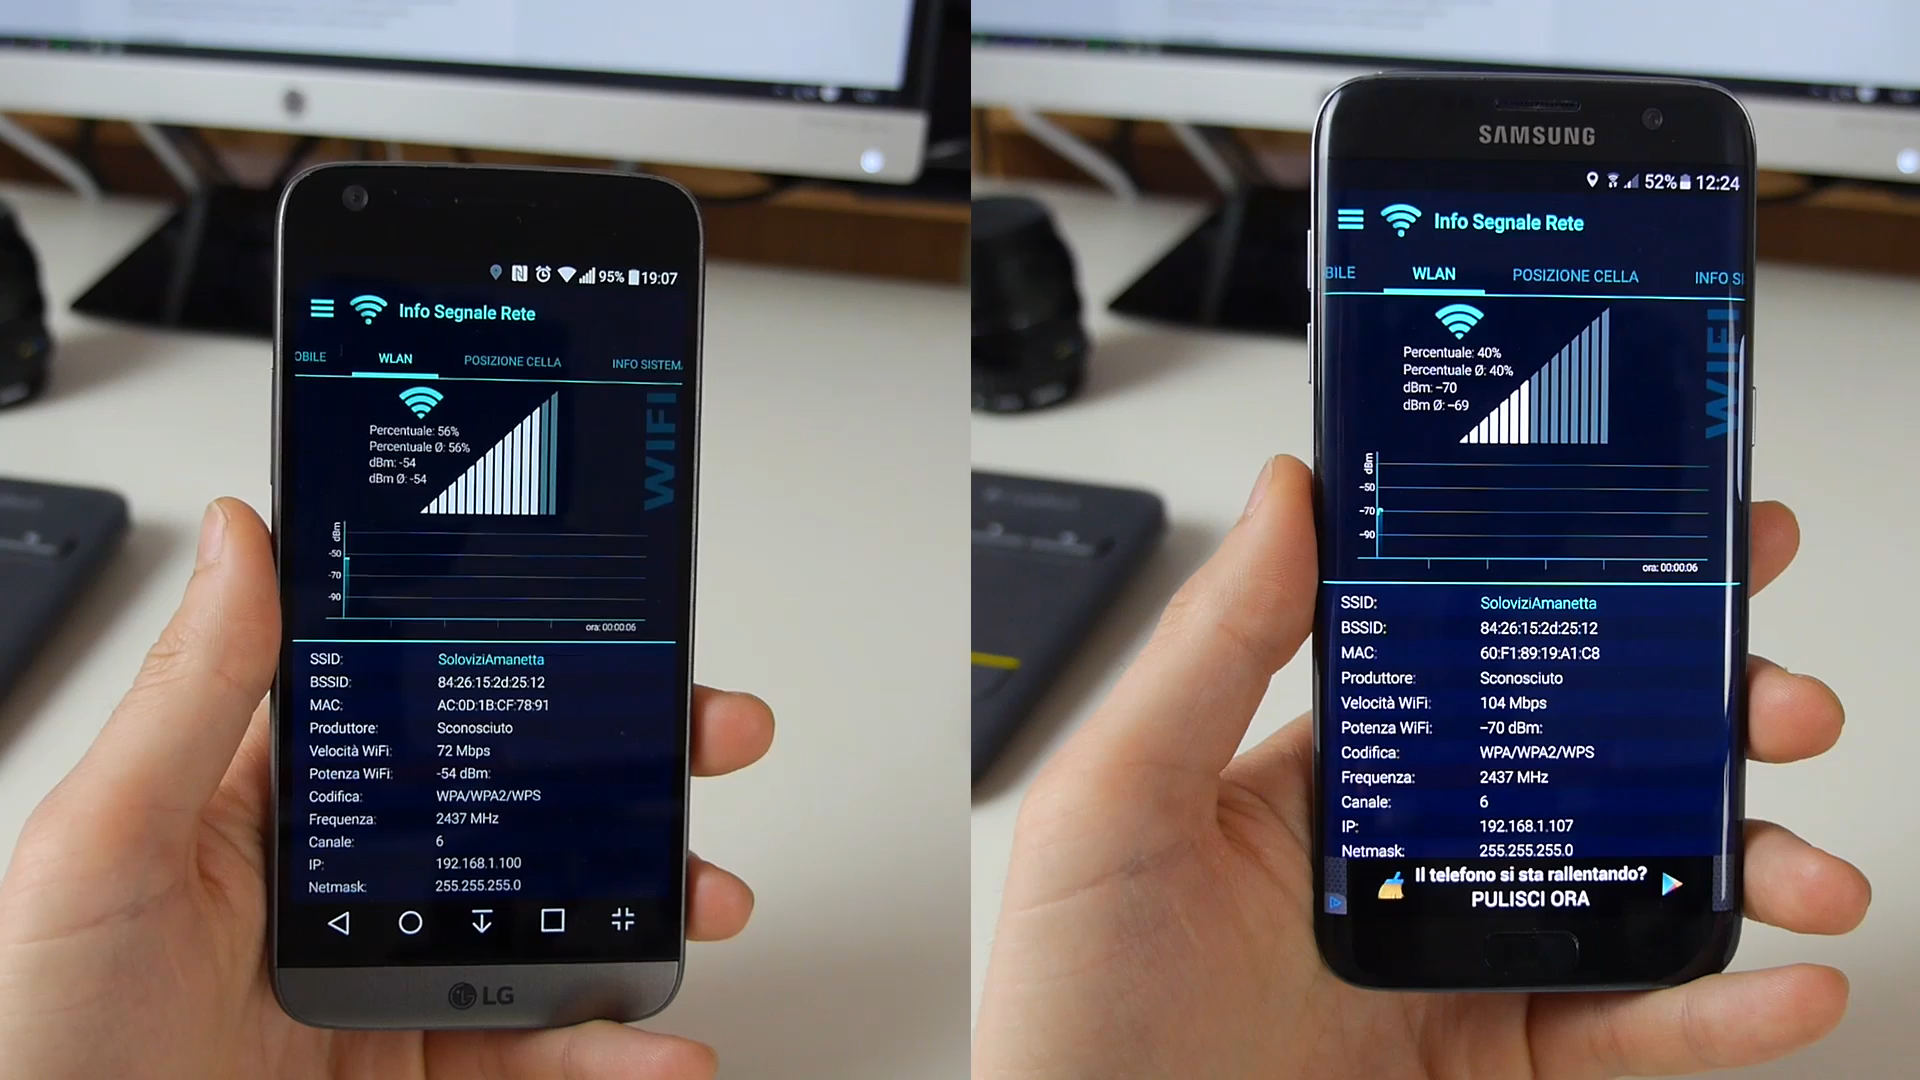 95% 19:07
Info Segnale Rete
OBILE WLAN POSIZIONE CELLA INFO SISTEM
Percentuale: 56%
Percentuale Ø: 56%
dBm: -54
dBm Ø: -54
WIFI
dBm
-50
-70
-90
ora: 00:00:06
SSID: SoloviziAmanetta
BSSID: 84:26:15:2d:25:12
MAC: AC:0D:1B:CF:78:91
Produttore: Sconosciuto
Velocità WiFi: 72 Mbps
Potenza WiFi: -54 dBm:
Codifica: WPA/WPA2/WPS
Frequenza: 2437 MHz
Canale: 6
IP: 192.168.1.100
Netmask: 255.255.255.0
LG
SAMSUNG
52% 12:24
Info Segnale Rete
BILE WLAN POSIZIONE CELLA INFO SI
Percentuale: 40%
Percentuale Ø: 40%
dBm: -70
dBm Ø: -69
WIFI
dBm
-50
-70
-90
ora: 00:00:06
SSID: SoloviziAmanetta
BSSID: 84:26:15:2d:25:12
MAC: 60:F1:89:19:A1:C8
Produttore: Sconosciuto
Velocità WiFi: 104 Mbps
Potenza WiFi: -70 dBm:
Codifica: WPA/WPA2/WPS
Frequenza: 2437 MHz
Canale: 6
IP: 192.168.1.107
Netmask: 255.255.255.0
Il telefono si sta rallentando?
PULISCI ORA